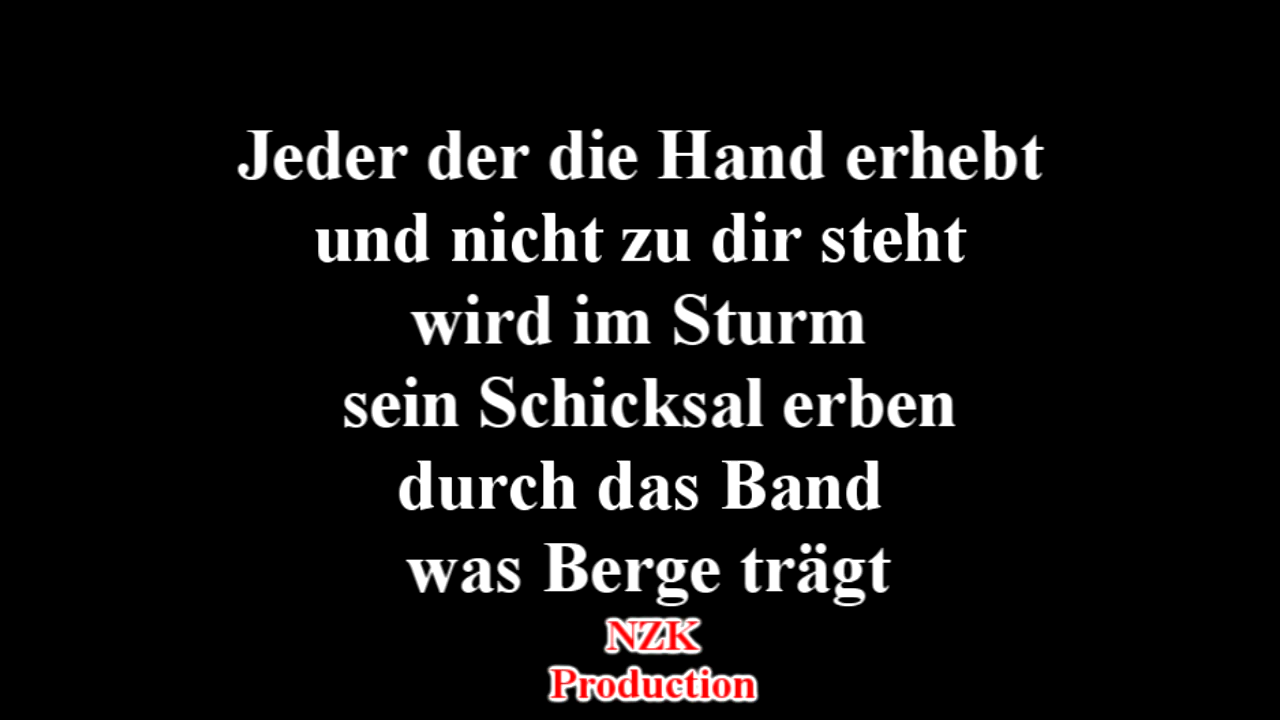 Jeder der die Hand erhebt
und nicht zu dir steht
wird im Sturm
sein Schicksal erben
durch das Band
was Berge trägt
NZK
Production